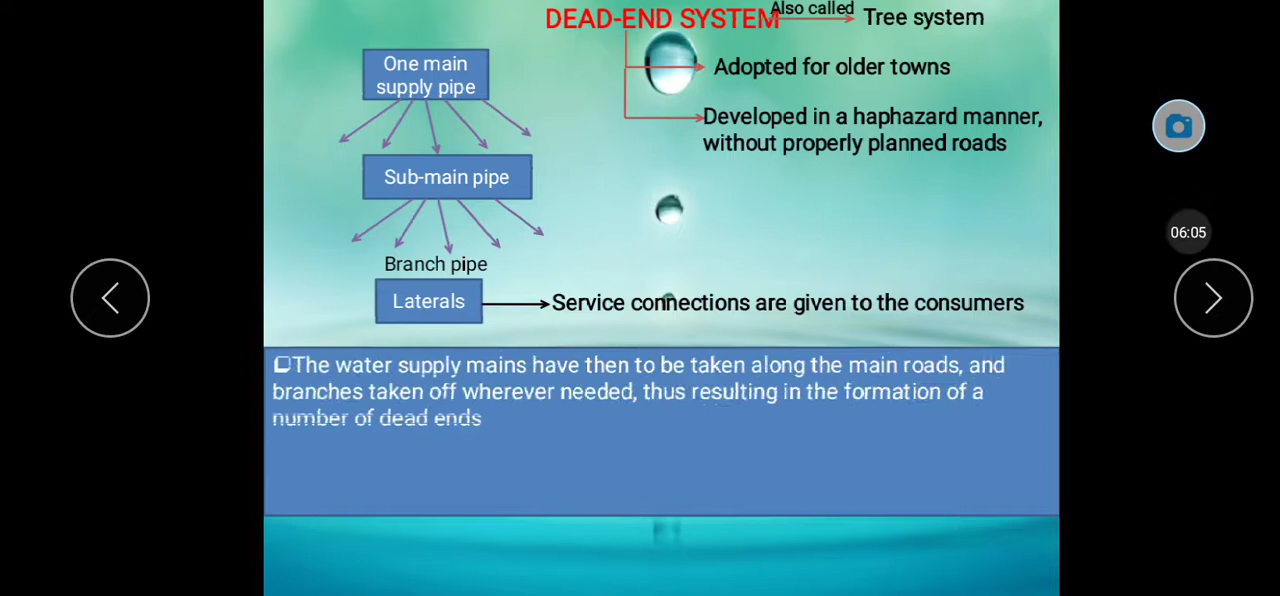 DEAD-END SYSTEM
Also called
Tree system
One main
supply pipe
Adopted for older towns
Developed in a haphazard manner,
without properly planned roads
Sub-main pipe
Branch pipe
Laterals
Service connections are given to the consumers
❑The water supply mains have then to be taken along the main roads, and
branches taken off wherever needed, thus resulting in the formation of a
number of dead ends
06:05